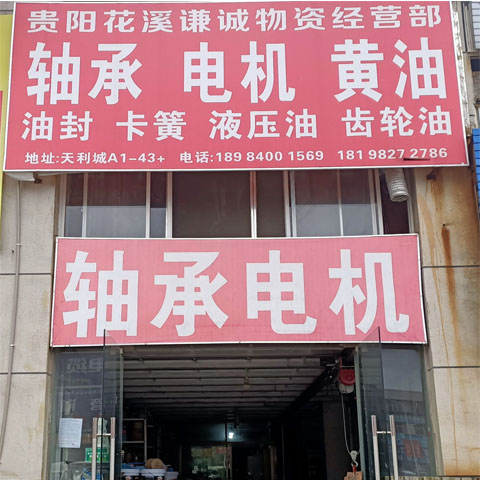 贵阳花溪谦诚物资经营部
轴承 电机 黄油
油封 卡簧 液压油 齿轮油
地址:天利城A1-43+ 电话:189 8400 1569 181 9827 2786
轴承电机